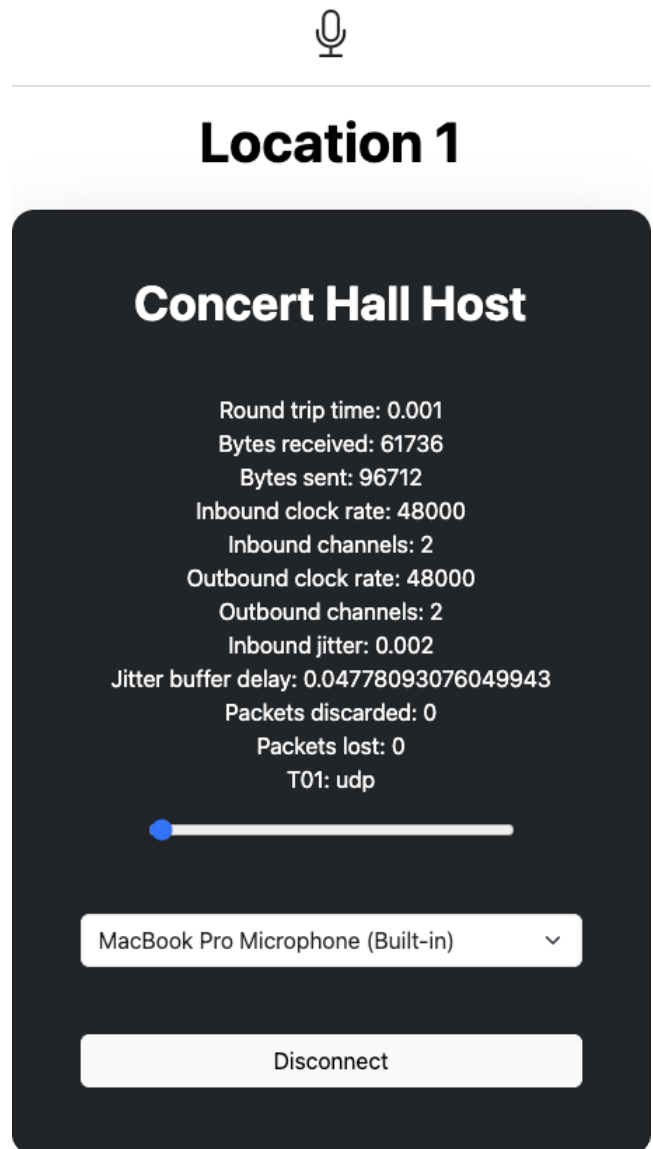 Location 1
Concert Hall Host
Round trip time: 0.001
Bytes received: 61736
Bytes sent: 96712
Inbound clock rate: 48000
Inbound channels: 2
Outbound clock rate: 48000
Outbound channels: 2
Inbound jitter: 0.002
Jitter buffer delay: 0.04778093076049943
Packets discarded: 0
Packets lost: 0
T01: udp
MacBook Pro Microphone (Built-in)
Disconnect